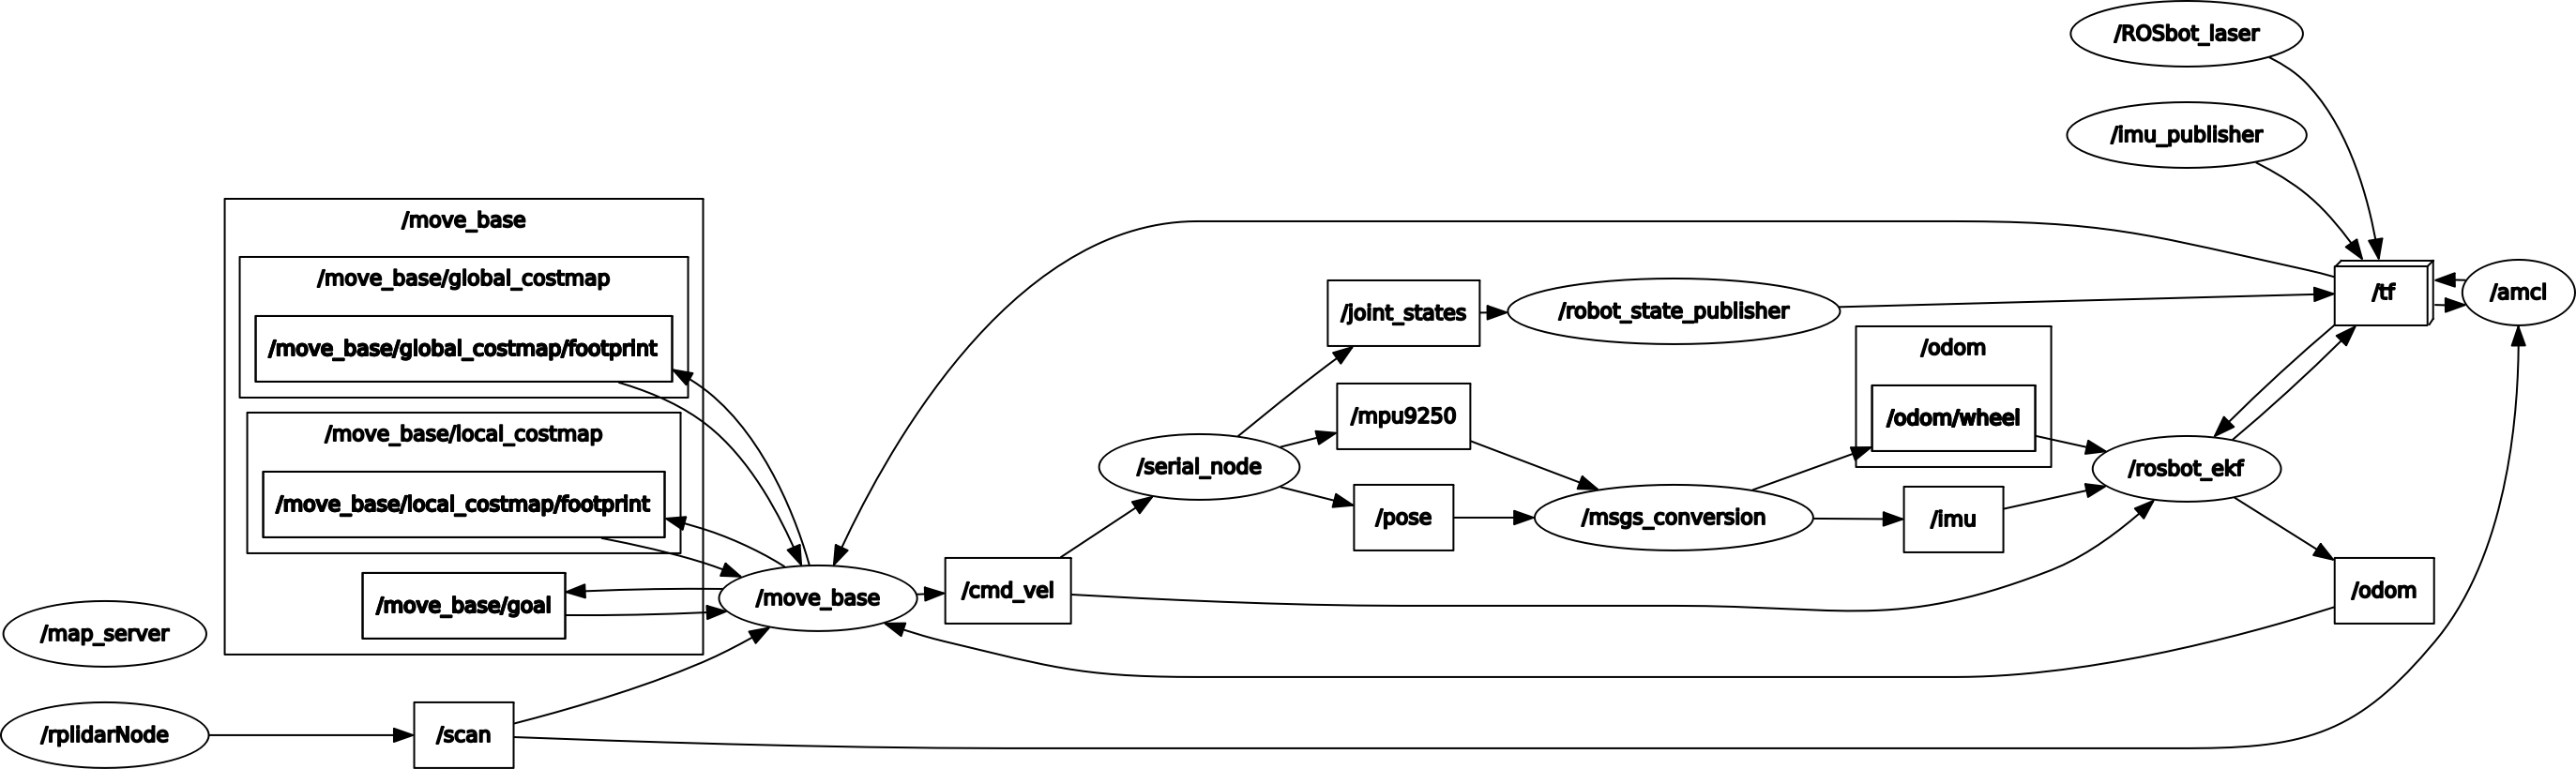 /ROSbot_laser
/imu_publisher
/move_base
/move_base/global_costmap
/move_base/global_costmap/footprint
/move_base/local_costmap
/move_base/local_costmap/footprint
/move_base/goal
/map_server
/rplidarNode
/scan
/move_base
/cmd_vel
/serial_node
/joint_states
/mpu9250
/pose
/robot_state_publisher
/msgs_conversion
/odom
/odom/wheel
/imu
/rosbot_ekf
/tf
/amcl
/odom